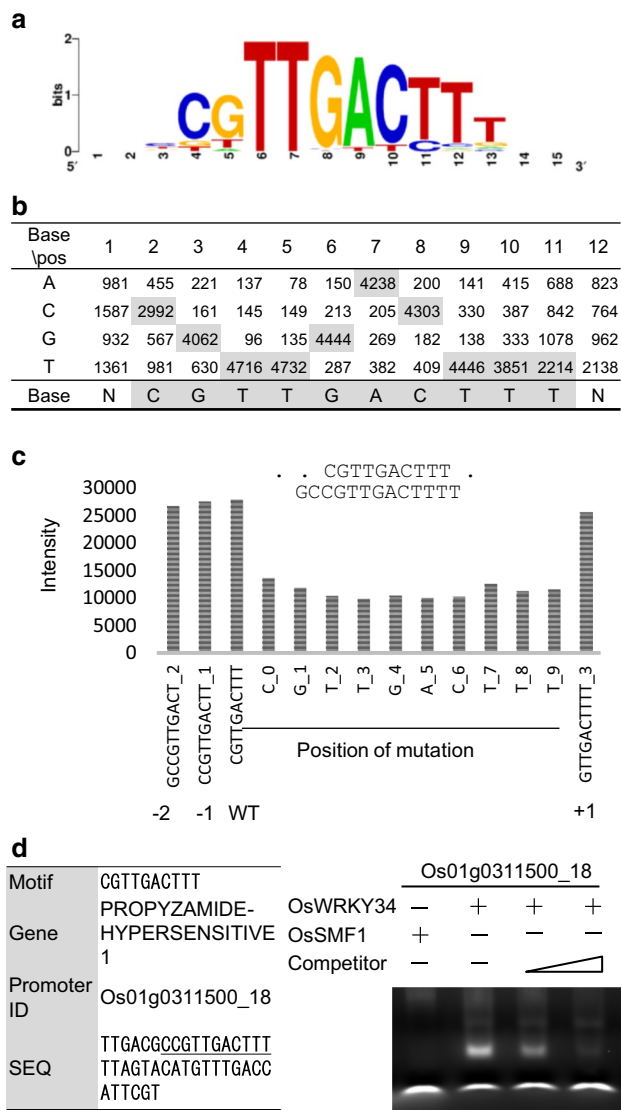 a
2
1
0
bits
CGTTGACTTT
5′ 1 2 3 4 5 6 7 8 9 10 11 12 13 14 15 3′
b
Base \pos 1 2 3 4 5 6 7 8 9 10 11 12
A 981 455 221 137 78 150 4238 200 141 415 688 823
C 1587 2992 161 145 149 213 205 4303 330 387 842 764
G 932 567 4062 96 135 4444 269 182 138 333 1078 962
T 1361 981 630 4716 4732 287 382 409 4446 3851 2214 2138
Base N C G T T G A C T T T N
c
. . CGTTGACTTT .
GCCGTTGACTTTT
Intensity
30000
25000
20000
15000
10000
5000
0
GCCGTTGACT_2 CCGTTGACTT_1 CGTTGACTTT C_0 G_1 T_2 T_3 G_4 A_5 C_6 T_7 T_8 T_9 GTTGACTTTT_3
Position of mutation
-2 -1 WT +1
d
Motif CGTTGACTTT
Gene PROPYZAMIDE-
HYPERSENSITIVE
1
Promoter ID Os01g0311500_18
SEQ TTGACGCCGTTGACTTT
TTAGTACATGTTTGACC
ATTCGT
Os01g0311500_18
OsWRKY34 — + + +
OsSMF1 + — — —
Competitor — —